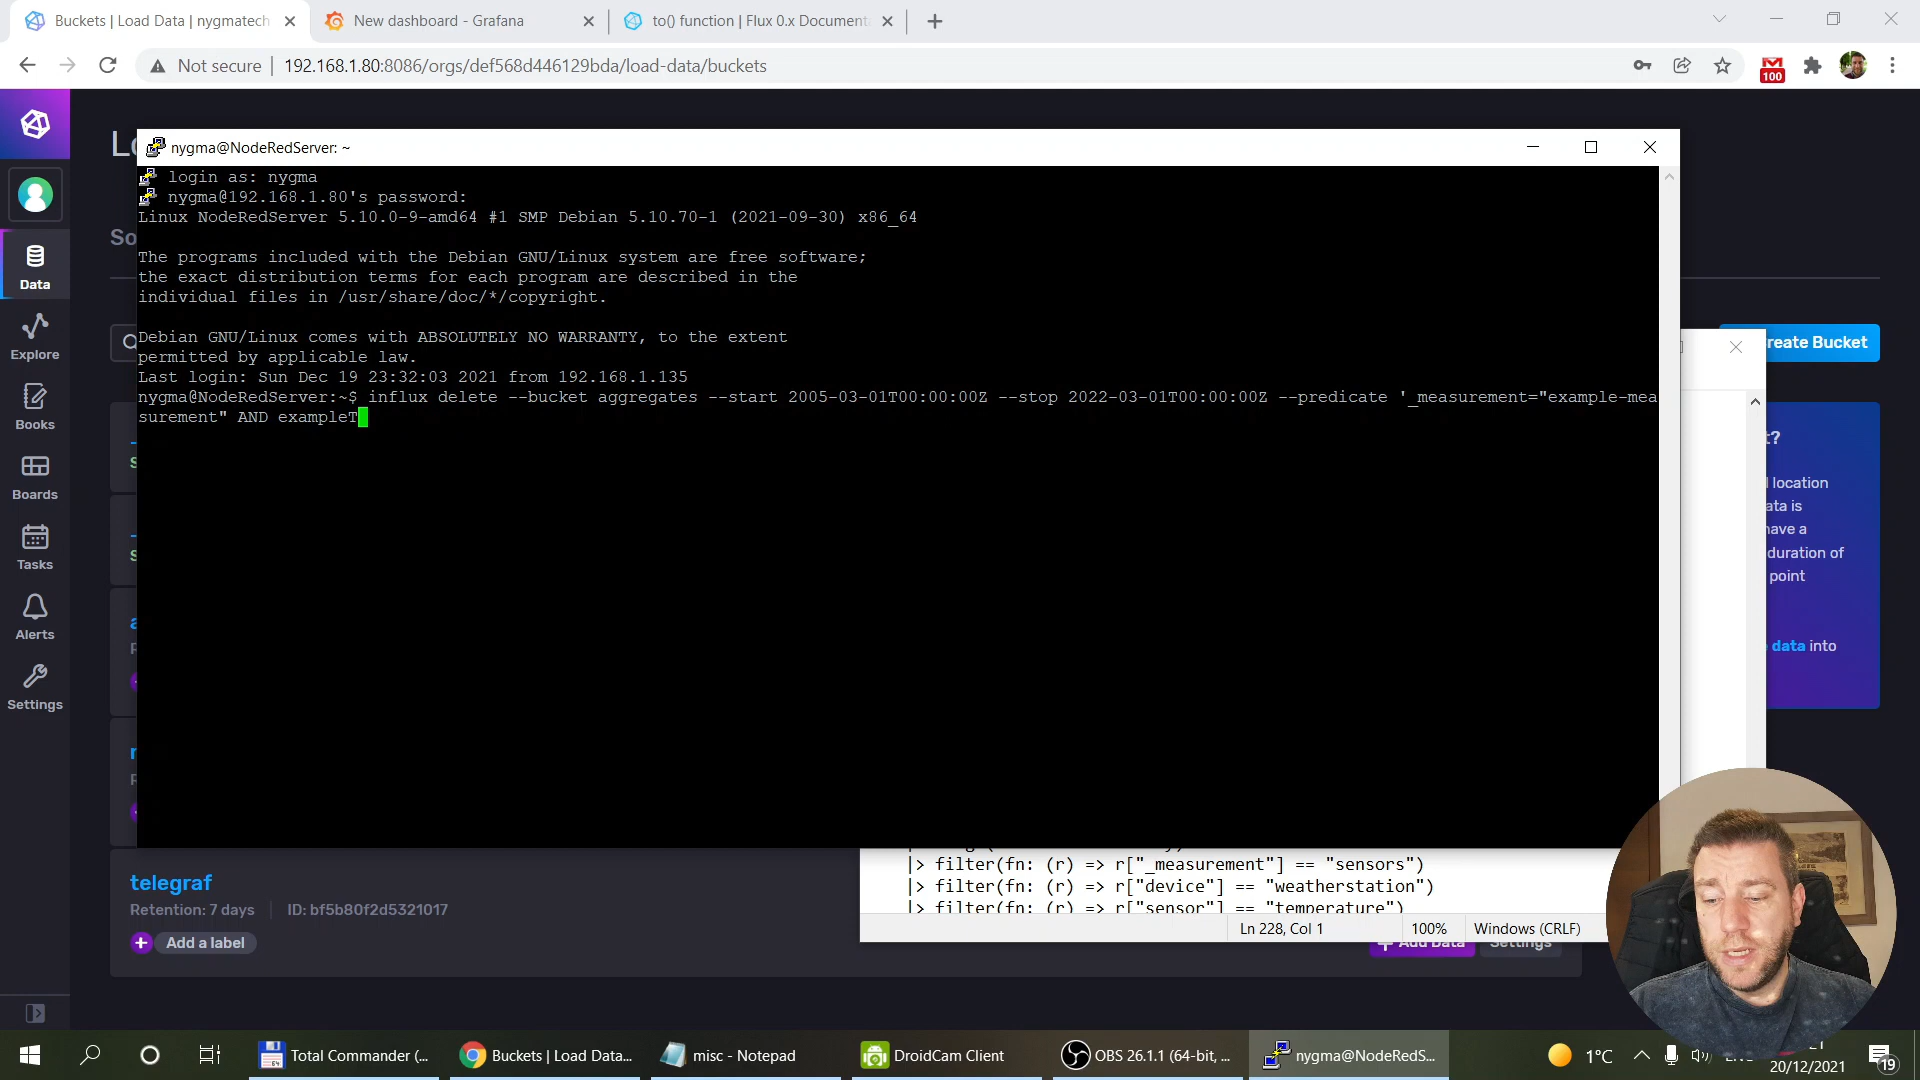 Buckets | Load Data | nygmatech
New dashboard - Grafana
to() function | Flux 0.x Documenta
Not secure
192.168.1.80:8086/orgs/def568d446129bda/load-data/buckets
100
nygma@NodeRedServer: ~
login as: nygma
nygma@192.168.1.80's password:
Linux NodeRedServer 5.10.0-9-amd64 #1 SMP Debian 5.10.70-1 (2021-09-30) x86_64
The programs included with the Debian GNU/Linux system are free software;
the exact distribution terms for each program are described in the
individual files in /usr/share/doc/*/copyright.
Debian GNU/Linux comes with ABSOLUTELY NO WARRANTY, to the extent
permitted by applicable law.
Last login: Sun Dec 19 23:32:03 2021 from 192.168.1.135
nygma@NodeRedServer:~$ influx delete --bucket aggregates --start 2005-03-01T00:00:00Z --stop 2022-03-01T00:00:00Z --predicate '_measurement="example-mea
surement" AND exampleT
Data
Explore
Books
Boards
Tasks
Alerts
Settings
reate Bucket
t?
location
ata is
have a
duration of
point
data into
telegraf
Retention: 7 days
ID: bf5b80f2d5321017
Add a label
|> filter(fn: (r) => r["_measurement"] == "sensors")
|> filter(fn: (r) => r["device"] == "weatherstation")
|> filter(fn: (r) => r["sensor"] == "temperature")
Ln 228, Col 1
100%
Windows (CRLF)
Add Data
Settings
Total Commander (...
Buckets | Load Data...
misc - Notepad
DroidCam Client
OBS 26.1.1 (64-bit, ...
nygma@NodeRedS...
1°C
20/12/2021
19